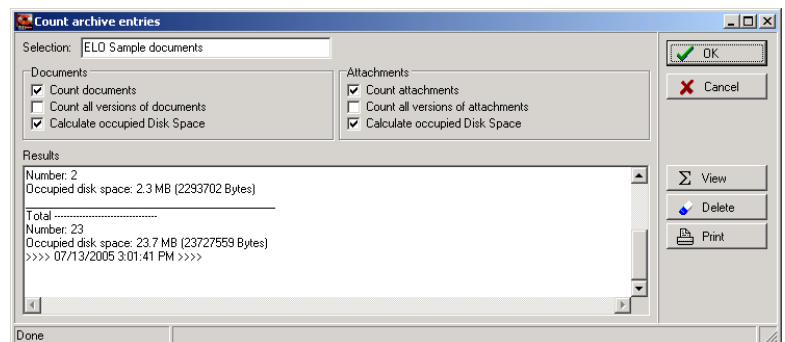 Count archive entries
Selection: ELO Sample documents
OK
Cancel
Documents
Count documents
Count all versions of documents
Calculate occupied Disk Space
Attachments
Count attachments
Count all versions of attachments
Calculate occupied Disk Space
Results
Number: 2
Occupied disk space: 2.3 MB (2293702 Bytes)
Total --------------------------------
Number: 23
Occupied disk space: 23.7 MB (23727559 Bytes)
>>>> 07/13/2005 3:01:41 PM >>>>
Σ View
Delete
Print
Done